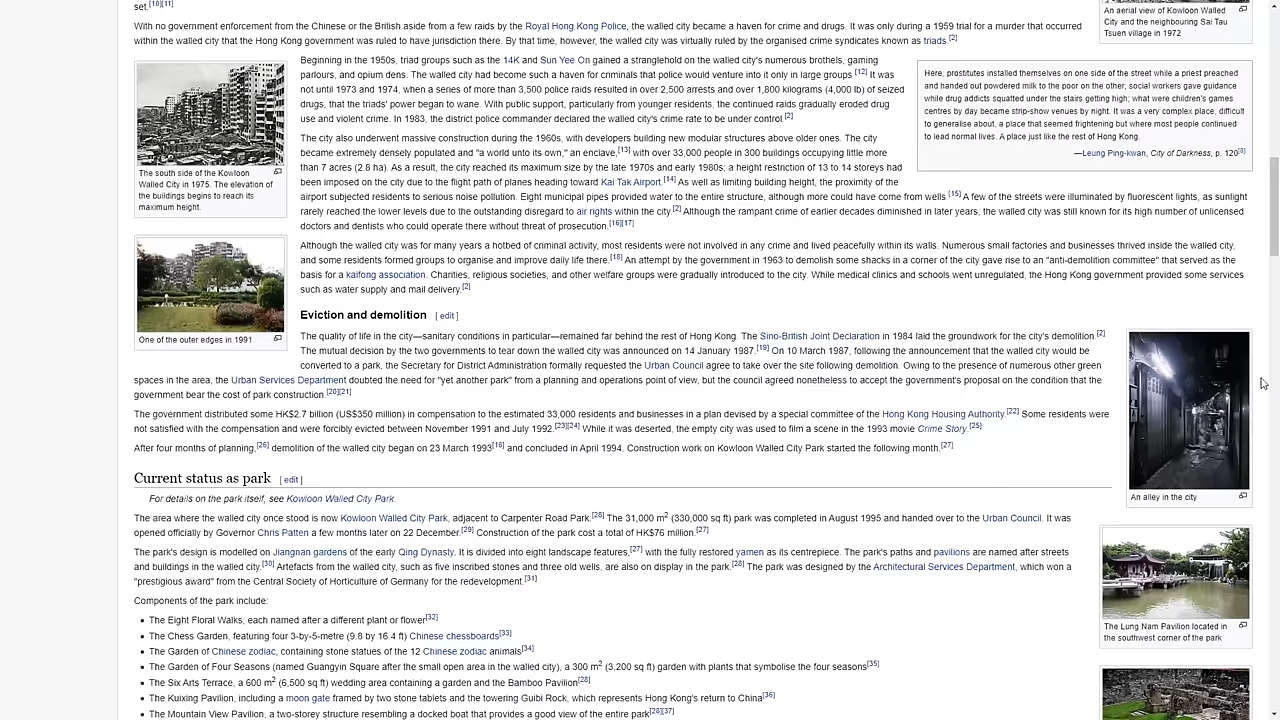 set.[10][11]
With no government enforcement from the Chinese or the British aside from a few raids by the Royal Hong Kong Police, the walled city became a haven for crime and drugs. It was only during a 1959 trial for a murder that occurred
within the walled city that the Hong Kong government was ruled to have jurisdiction there. By that time, however, the walled city was virtually ruled by the organised crime syndicates known as triads.[2]
An aerial view of Kowloon Walled
City and the neighbouring Sai Tau
Tsuen village in 1972
Beginning in the 1950s, triad groups such as the 14K and Sun Yee On gained a stranglehold on the walled city's numerous brothels, gaming
parlours, and opium dens. The walled city had become such a haven for criminals that police would venture into it only in large groups.[12] It was
not until 1973 and 1974, when a series of more than 3,500 police raids resulted in over 2,500 arrests and over 1,800 kilograms (4,000 lb) of seized
drugs, that the triads' power began to wane. With public support, particularly from younger residents, the continued raids gradually eroded drug
use and violent crime. In 1983, the district police commander declared the walled city's crime rate to be under control.[2]
Here, prostitutes installed themselves on one side of the street while a priest preached
and handed out powdered milk to the poor on the other; social workers gave guidance
while drug addicts squatted under the stairs getting high; what were children's games
centres by day became strip-show venues by night. It was a very complex place, difficult
to generalise about, a place that seemed frightening but where most people continued
to lead normal lives. A place just like the rest of Hong Kong.
—Leung Ping-kwan, City of Darkness, p. 120[3]
The south side of the Kowloon
Walled City in 1975. The elevation of
the buildings begins to reach its
maximum height.
The city also underwent massive construction during the 1960s, with developers building new modular structures above older ones. The city
became extremely densely populated and "a world unto its own," an enclave,[13] with over 33,000 people in 300 buildings occupying little more
than 7 acres (2.8 ha). As a result, the city reached its maximum size by the late 1970s and early 1980s; a height restriction of 13 to 14 storeys had
been imposed on the city due to the flight path of planes heading toward Kai Tak Airport.[14] As well as limiting building height, the proximity of the
airport subjected residents to serious noise pollution. Eight municipal pipes provided water to the entire structure, although more could have come from wells.[15] A few of the streets were illuminated by fluorescent lights, as sunlight
rarely reached the lower levels due to the outstanding disregard to air rights within the city.[2] Although the rampant crime of earlier decades diminished in later years, the walled city was still known for its high number of unlicensed
doctors and dentists who could operate there without threat of prosecution.[16][17]
One of the outer edges in 1991
Although the walled city was for many years a hotbed of criminal activity, most residents were not involved in any crime and lived peacefully within its walls. Numerous small factories and businesses thrived inside the walled city,
and some residents formed groups to organise and improve daily life there.[18] An attempt by the government in 1963 to demolish some shacks in a corner of the city gave rise to an "anti-demolition committee" that served as the
basis for a kaifong association. Charities, religious societies, and other welfare groups were gradually introduced to the city. While medical clinics and schools went unregulated, the Hong Kong government provided some services
such as water supply and mail delivery.[2]
Eviction and demolition [ edit ]
The quality of life in the city—sanitary conditions in particular—remained far behind the rest of Hong Kong. The Sino-British Joint Declaration in 1984 laid the groundwork for the city's demolition.[2]
The mutual decision by the two governments to tear down the walled city was announced on 14 January 1987.[19] On 10 March 1987, following the announcement that the walled city would be
converted to a park, the Secretary for District Administration formally requested the Urban Council agree to take over the site following demolition. Owing to the presence of numerous other green
spaces in the area, the Urban Services Department doubted the need for "yet another park" from a planning and operations point of view, but the council agreed nonetheless to accept the government's proposal on the condition that the
government bear the cost of park construction.[20][21]
The government distributed some HK$2.7 billion (US$350 million) in compensation to the estimated 33,000 residents and businesses in a plan devised by a special committee of the Hong Kong Housing Authority.[22] Some residents were
not satisfied with the compensation and were forcibly evicted between November 1991 and July 1992.[23][24] While it was deserted, the empty city was used to film a scene in the 1993 movie Crime Story.[25]
After four months of planning,[26] demolition of the walled city began on 23 March 1993[16] and concluded in April 1994. Construction work on Kowloon Walled City Park started the following month.[27]
An alley in the city
Current status as park [ edit ]
For details on the park itself, see Kowloon Walled City Park.
The area where the walled city once stood is now Kowloon Walled City Park, adjacent to Carpenter Road Park.[28] The 31,000 m2 (330,000 sq ft) park was completed in August 1995 and handed over to the Urban Council. It was
opened officially by Governor Chris Patten a few months later on 22 December.[29] Construction of the park cost a total of HK$76 million.[27]
The park's design is modelled on Jiangnan gardens of the early Qing Dynasty. It is divided into eight landscape features,[27] with the fully restored yamen as its centrepiece. The park's paths and pavilions are named after streets
and buildings in the walled city.[30] Artefacts from the walled city, such as five inscribed stones and three old wells, are also on display in the park.[28] The park was designed by the Architectural Services Department, which won a
"prestigious award" from the Central Society of Horticulture of Germany for the redevelopment.[31]
The Lung Nam Pavilion located in
the southwest corner of the park
Components of the park include:
• The Eight Floral Walks, each named after a different plant or flower[32]
• The Chess Garden, featuring four 3-by-5-metre (9.8 by 16.4 ft) Chinese chessboards[33]
• The Garden of Chinese zodiac, containing stone statues of the 12 Chinese zodiac animals[34]
• The Garden of Four Seasons (named Guangyin Square after the small open area in the walled city), a 300 m2 (3,200 sq ft) garden with plants that symbolise the four seasons[35]
• The Six Arts Terrace, a 600 m2 (6,500 sq ft) wedding area containing a garden and the Bamboo Pavilion[28]
• The Kuixing Pavilion, including a moon gate framed by two stone tablets and the towering Guibi Rock, which represents Hong Kong's return to China[36]
• The Mountain View Pavilion, a two-storey structure resembling a docked boat that provides a good view of the entire park[28][37]